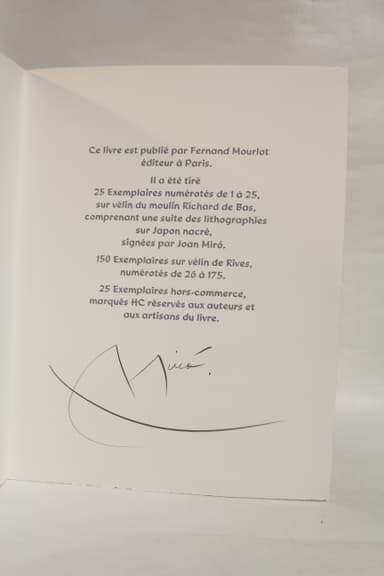 Ce livre est publié par Fernand Mourlot
éditeur à Paris.
Il a été tiré
25 Exemplaires numérotés de 1 à 25,
sur vélin du moulin Richard de Bas,
comprenant une suite des lithographies
sur Japon nacré,
signées par Joan Miró.
150 Exemplaires sur vélin de Rives,
numérotés de 26 à 175.
25 Exemplaires hors-commerce,
marqués HC réservés aux auteurs et
aux artisans du livre.
Miró.